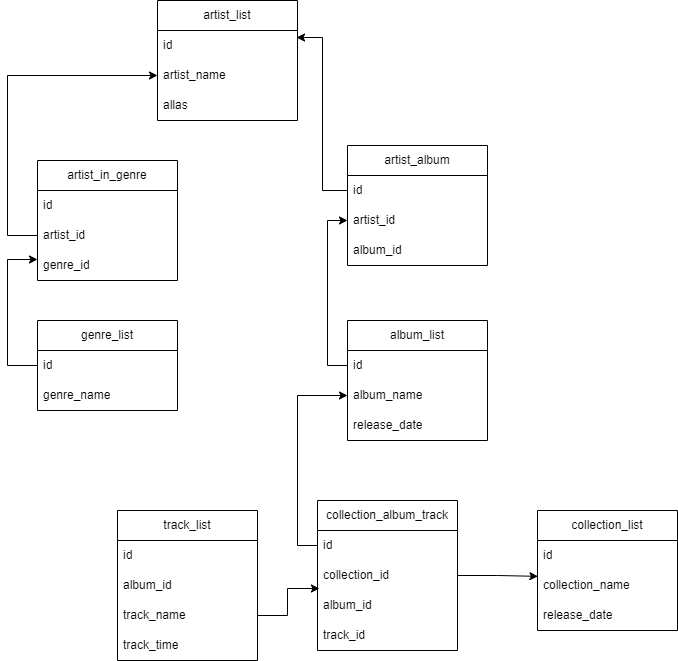 artist_list
id
artist_name
allas
artist_in_genre
id
artist_id
genre_id
artist_album
id
artist_id
album_id
genre_list
id
genre_name
album_list
id
album_name
release_date
track_list
id
album_id
track_name
track_time
collection_album_track
id
collection_id
album_id
track_id
collection_list
id
collection_name
release_date